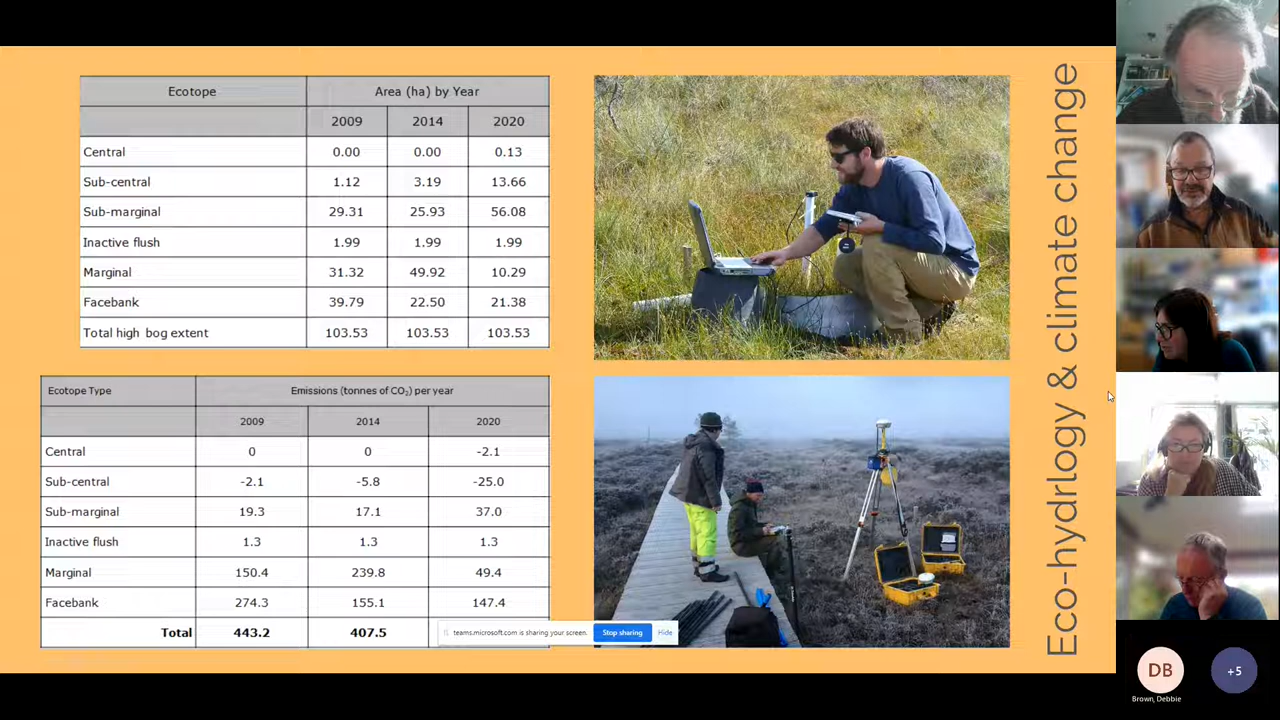 Ecotope Area (ha) by Year
2009 2014 2020
Central 0.00 0.00 0.13
Sub-central 1.12 3.19 13.66
Sub-marginal 29.31 25.93 56.08
Inactive flush 1.99 1.99 1.99
Marginal 31.32 49.92 10.29
Facebank 39.79 22.50 21.38
Total high bog extent 103.53 103.53 103.53
Ecotope Type Emissions (tonnes of CO₂) per year
2009 2014 2020
Central 0 0 -2.1
Sub-central -2.1 -5.8 -25.0
Sub-marginal 19.3 17.1 37.0
Inactive flush 1.3 1.3 1.3
Marginal 150.4 239.8 49.4
Facebank 274.3 155.1 147.4
Total 443.2 407.5
teams.microsoft.com is sharing your screen. Stop sharing Hide
Eco-hydrlogy & climate change
DB
Brown, Debbie
+5